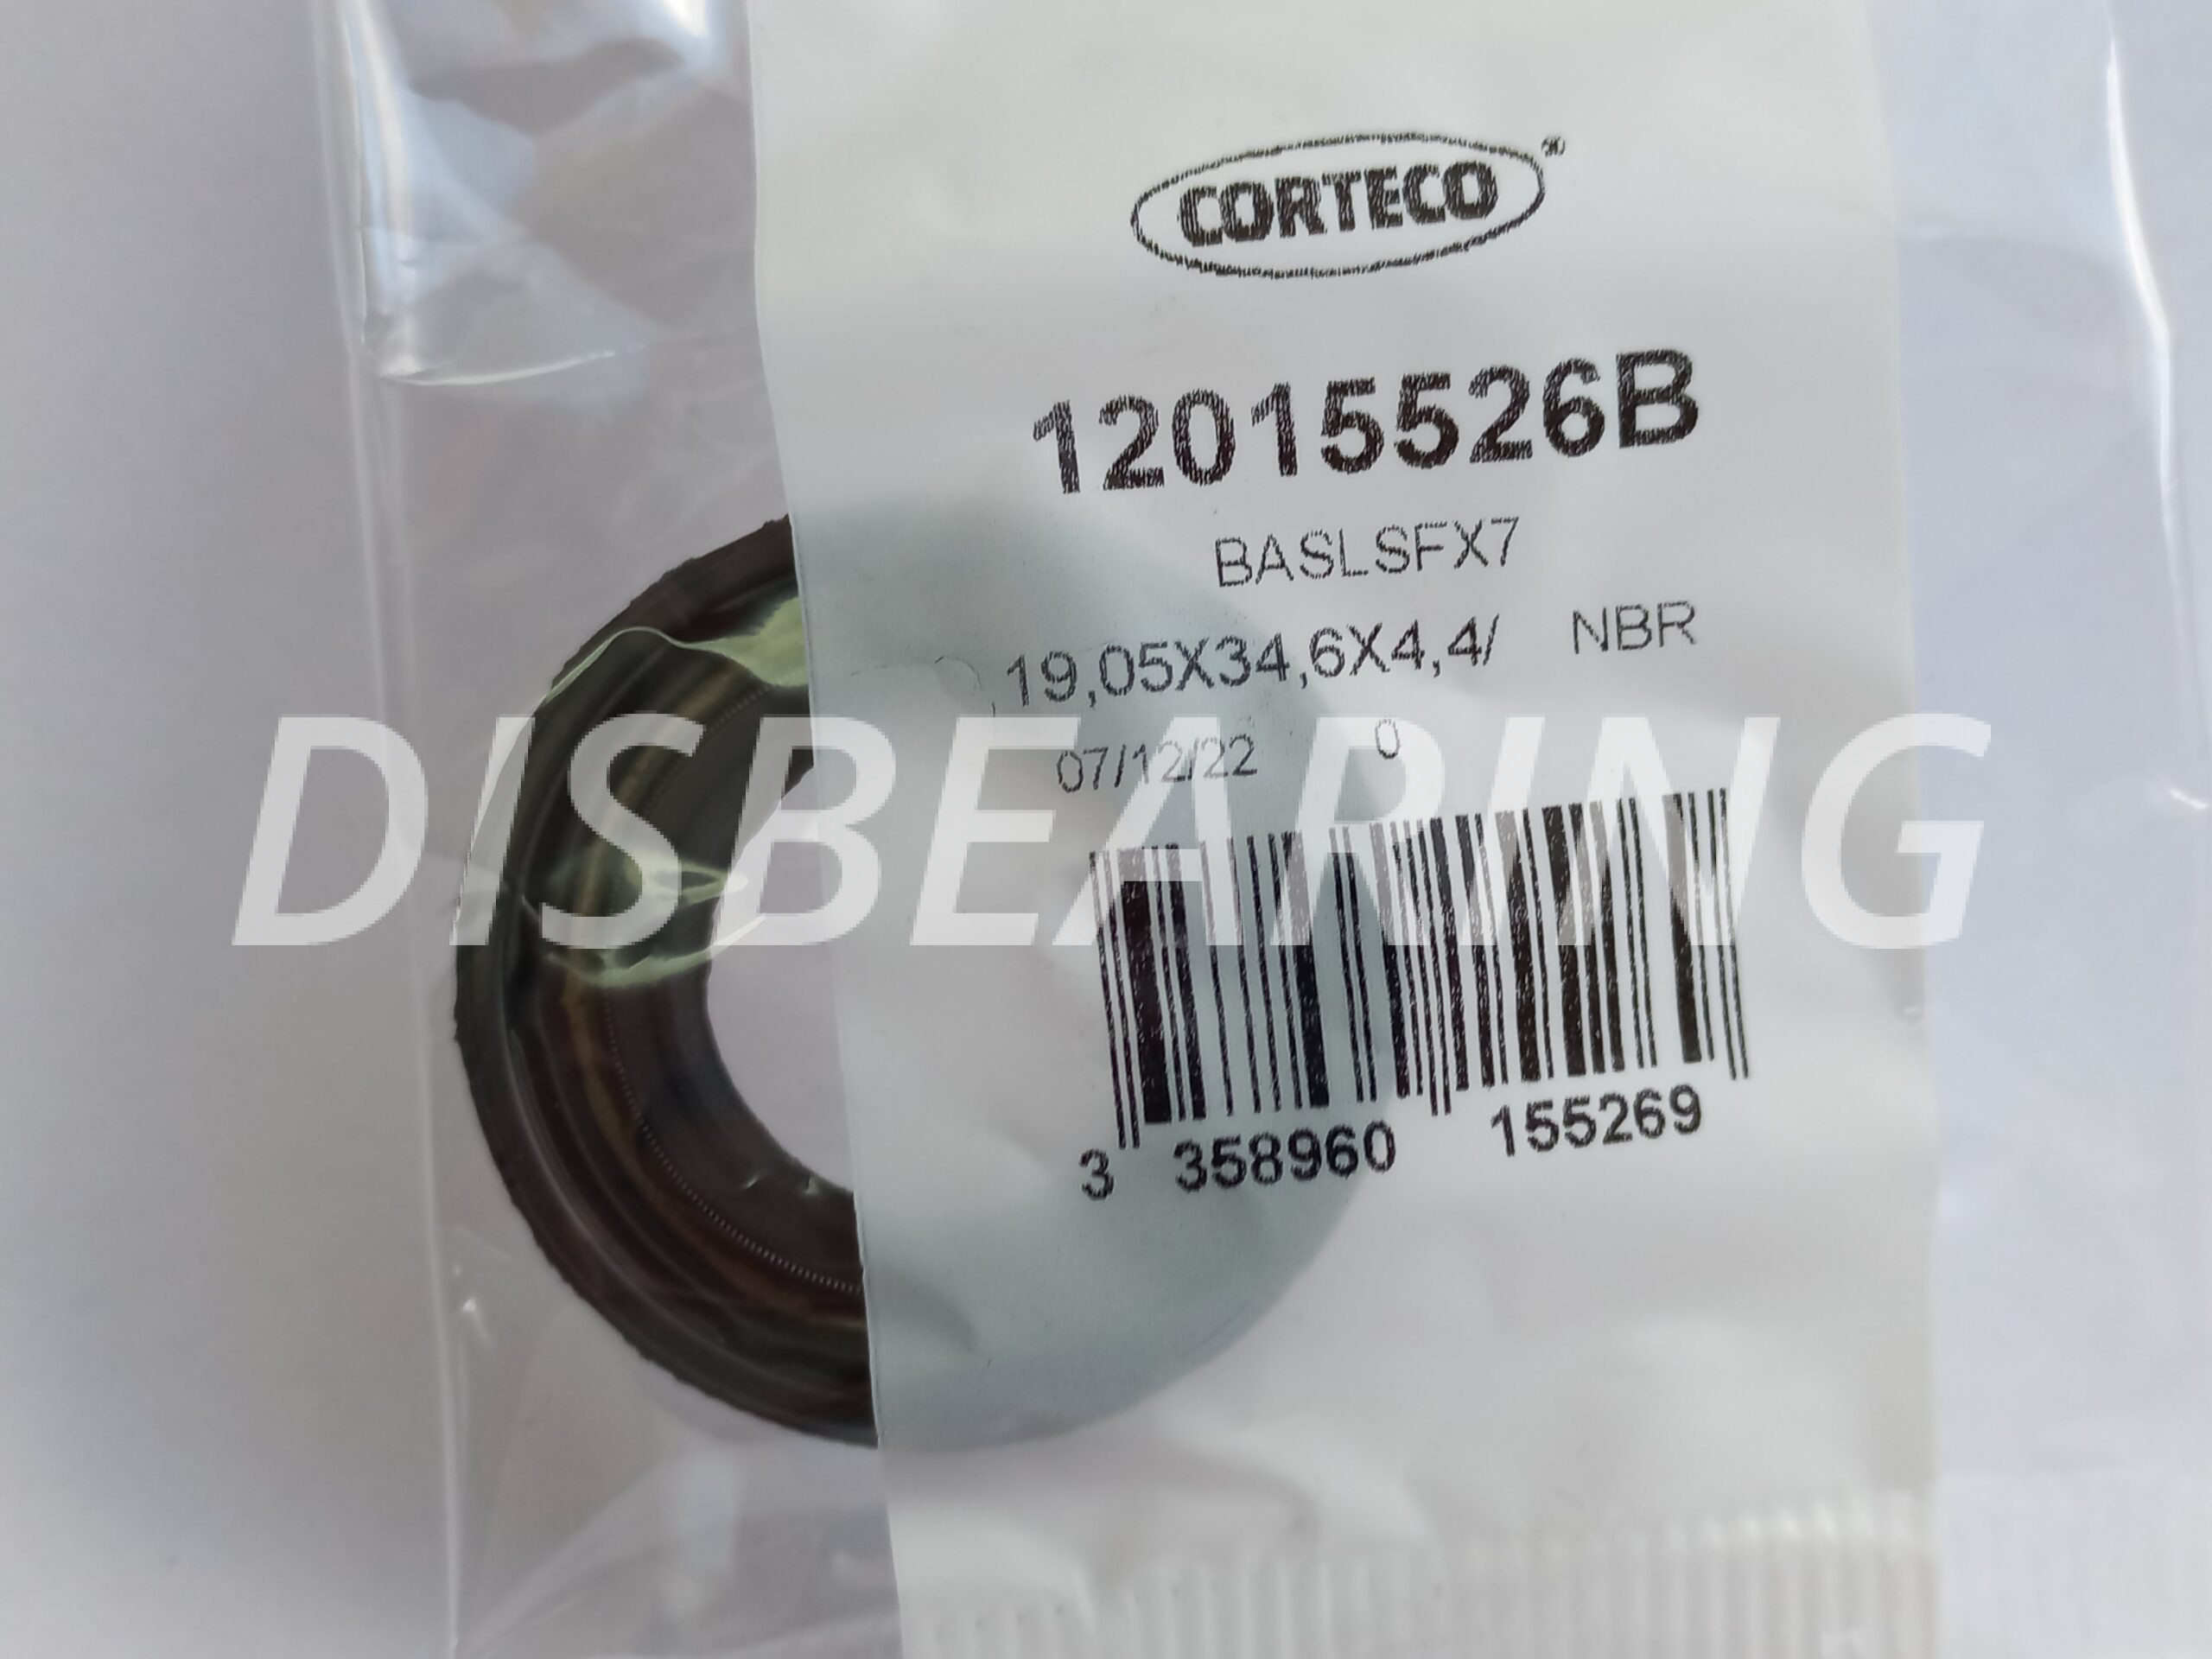 CORTECO®
12015526B
BASLSFX7
19,05X34,6X4,4/ NBR
07/12/22 0
DISBEARING
3 358960 155269